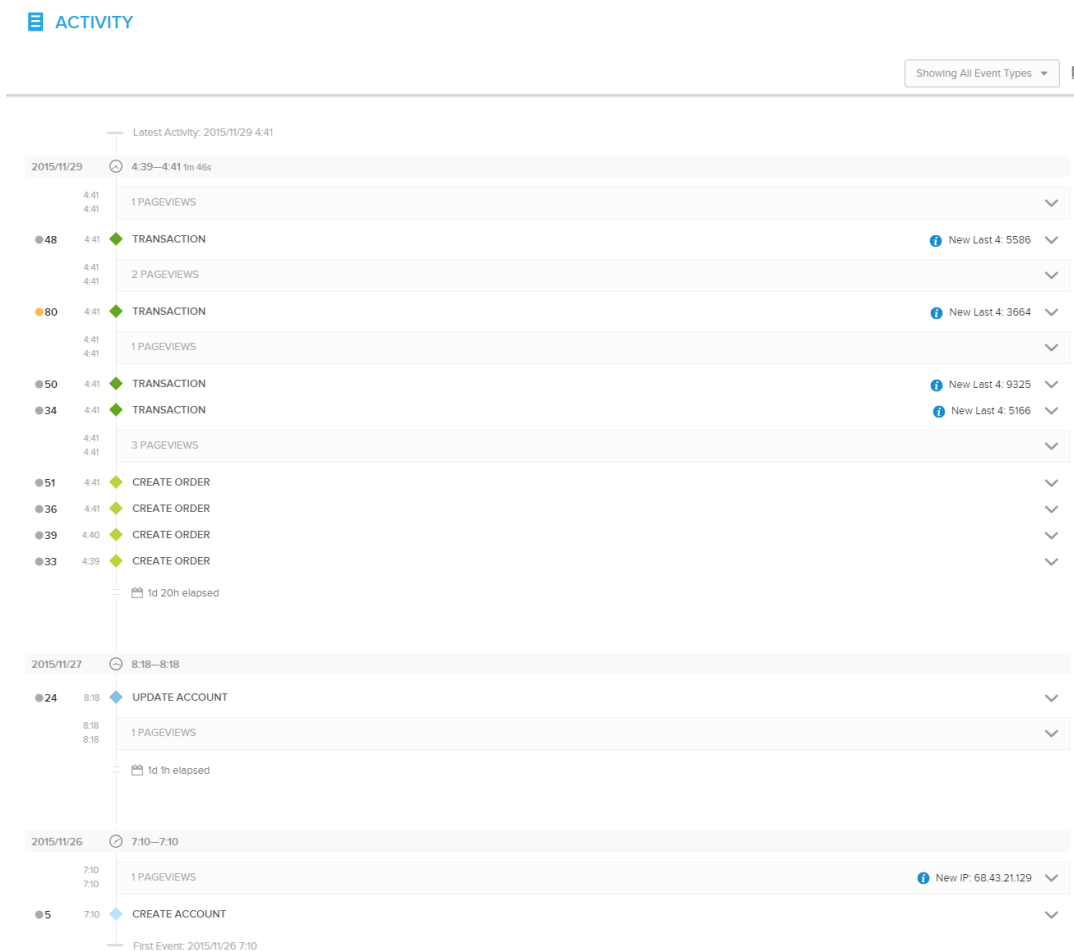 ACTIVITY
Showing All Event Types
Latest Activity: 2015/11/29 4:41
2015/11/29 4:39—4:41 1m 46s
4:41
4:41
1 PAGEVIEWS
48 4:41 TRANSACTION New Last 4: 5586
4:41
4:41
2 PAGEVIEWS
80 4:41 TRANSACTION New Last 4: 3664
4:41
4:41
1 PAGEVIEWS
50 4:41 TRANSACTION New Last 4: 9325
34 4:41 TRANSACTION New Last 4: 5166
4:41
4:41
3 PAGEVIEWS
51 4:41 CREATE ORDER
36 4:41 CREATE ORDER
39 4:40 CREATE ORDER
33 4:39 CREATE ORDER
1d 20h elapsed
2015/11/27 8:18—8:18
24 8:18 UPDATE ACCOUNT
8:18
8:18
1 PAGEVIEWS
1d 1h elapsed
2015/11/26 7:10—7:10
7:10
7:10
1 PAGEVIEWS New IP: 68.43.21.129
5 7:10 CREATE ACCOUNT
First Event: 2015/11/26 7:10